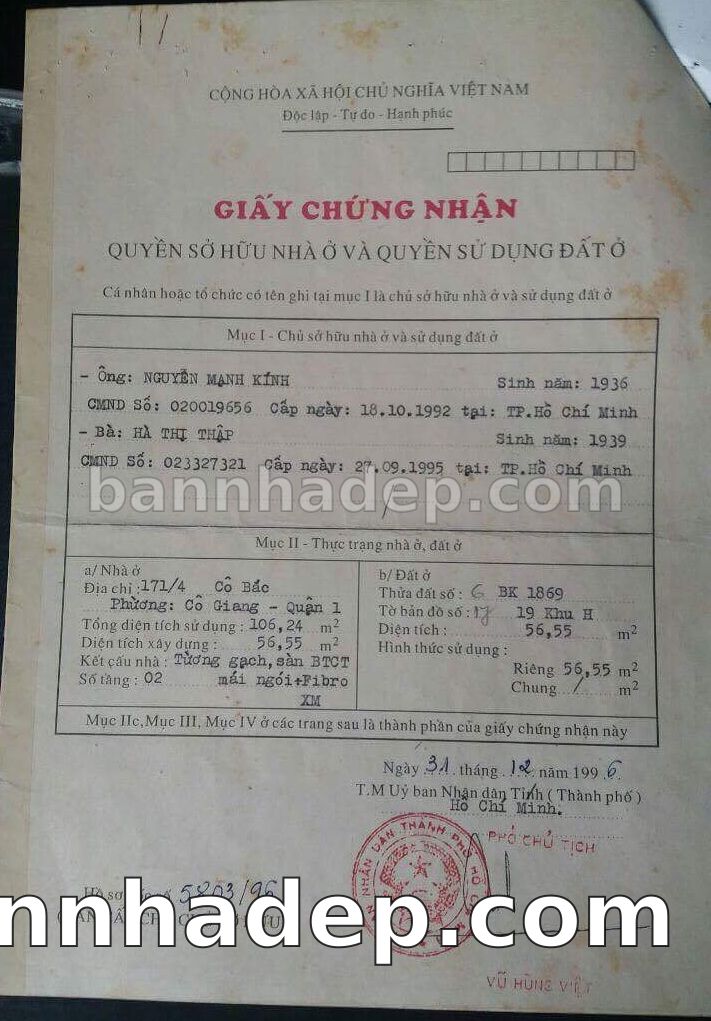 CỘNG HÒA XÃ HỘI CHỦ NGHĨA VIỆT NAM
Độc lập - Tự do - Hạnh phúc
GIẤY CHỨNG NHẬN
QUYỀN SỞ HỮU NHÀ Ở VÀ QUYỀN SỬ DỤNG ĐẤT Ở
Cá nhân hoặc tổ chức có tên ghi tại mục I là chủ sở hữu nhà ở và sử dụng đất ở
Mục I - Chủ sở hữu nhà ở và sử dụng đất ở
- Ông: NGUYỄN MẠNH KÍNH Sinh năm: 1936
CMND Số: 020019656 Cấp ngày: 18.10.1992 tại: TP.Hồ Chí Minh
- Bà: HÀ THỊ THẬP Sinh năm: 1939
CMND Số: 023327321 Cấp ngày: 27.09.1995 tại: TP.Hồ Chí Minh
bannhadep.com
Mục II - Thực trạng nhà ở, đất ở
a/ Nhà ở
Địa chỉ: 171/4 Cô Bắc
Phường: Cô Giang - Quận 1
Tổng diện tích sử dụng: 106,24 m2
Diện tích xây dựng: 56,55 m2
Kết cấu nhà: Tường gạch, sàn BTCT
Số tầng: 02 mái ngói+Fibro
XM
b/ Đất ở
Thửa đất số: 6 BK 1869
Tờ bản đồ số: 19 Khu H
Diện tích: 56,55 m2
Hình thức sử dụng:
Riêng 56,55 m2
Chung / m2
Mục IIc, Mục III, Mục IV ở các trang sau là thành phần của giấy chứng nhận này
Ngày 31 tháng 12 năm 1996.
T.M Uỷ ban Nhân dân Tỉnh (Thành phố)
Hồ Chí Minh.
PHÓ CHỦ TỊCH
5203/96
annhadep.com
VŨ HÙNG VIỆT